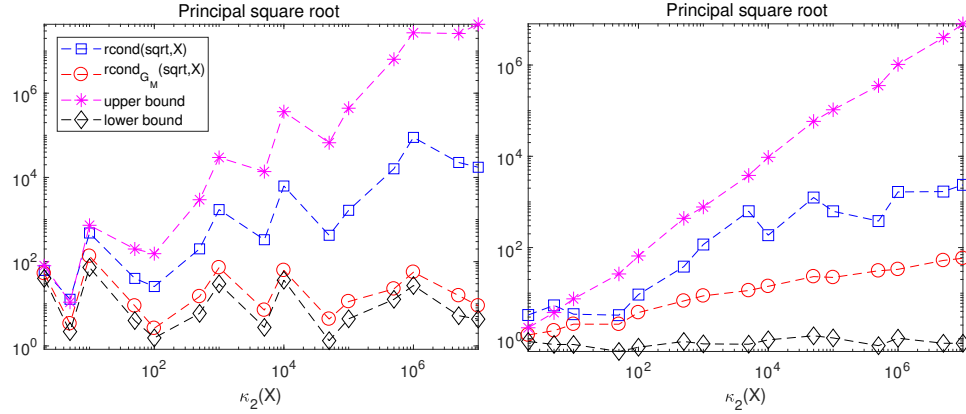 Principal square root
rcond(sqrt,X)
rcond_{G_M}(sqrt,X)
upper bound
lower bound
10^6
10^4
10^2
10^0
10^2
10^4
10^6
κ_2(X)
Principal square root
10^6
10^4
10^2
10^0
10^2
10^4
10^6
κ_2(X)